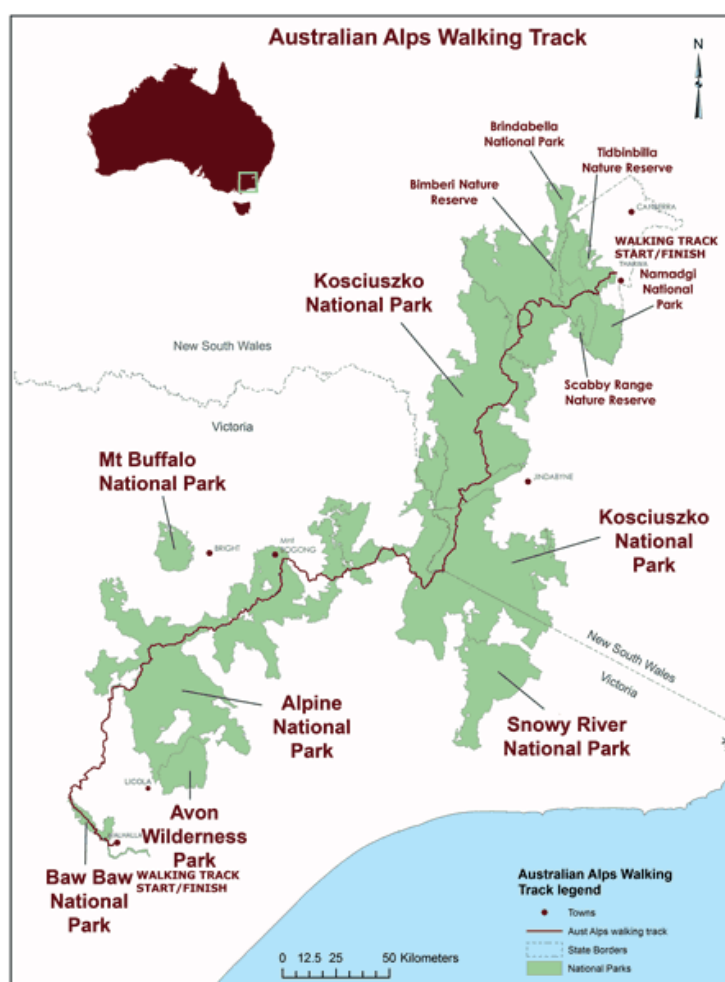 Australian Alps Walking Track
N
Brindabella
National Park
Tidbinbilla
Nature Reserve
Bimberi Nature
Reserve
CANBERRA
WALKING TRACK
START/FINISH
THARWA
Namadgi
National
Park
Kosciuszko
National Park
Scabby Range
Nature Reserve
New South Wales
Victoria
Mt Buffalo
National Park
JINDABYNE
BRIGHT
MHT
BOGONG
Kosciuszko
National
Park
New South Wales
Victoria
Alpine
National
Park
Snowy River
National Park
LICOLA
Avon
Wilderness
Park
WALHALLA
WALKING TRACK
START/FINISH
Baw Baw
National
Park
Australian Alps Walking
Track legend
Towns
Aust Alps walking track
State Borders
National Parks
0 12.5 25 50 Kilometers